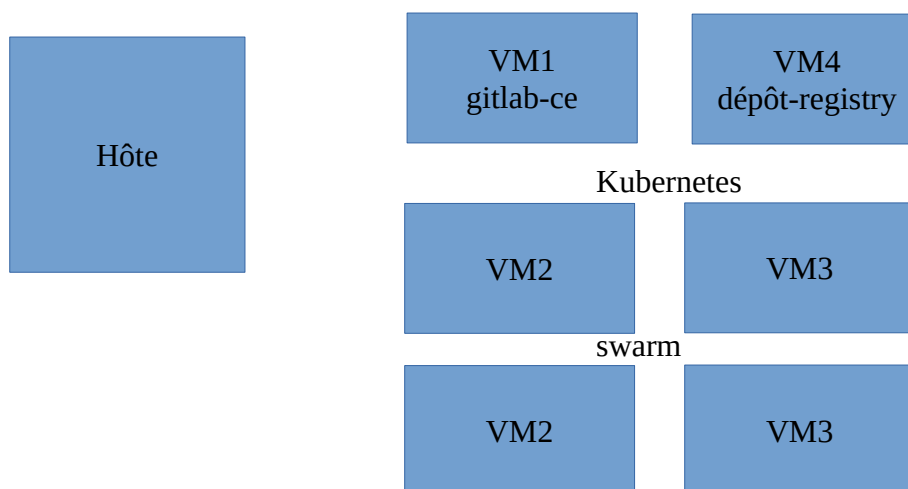 Hôte
VM1
gitlab-ce
VM4
dépôt-registry
Kubernetes
VM2
VM3
swarm
VM2
VM3